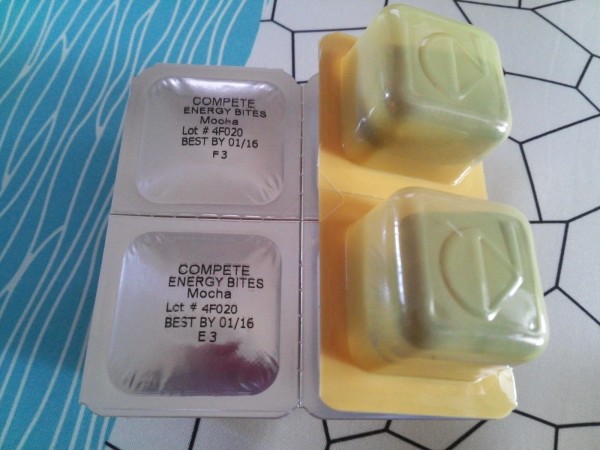 COMPETE
ENERGY BITES
Mocha
Lot # 4F020
BEST BY 01/16
F 3
COMPETE
ENERGY BITES
Mocha
Lot # 4F020
BEST BY 01/16
E 3